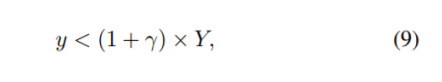 y < (1 + γ) × Y, (9)